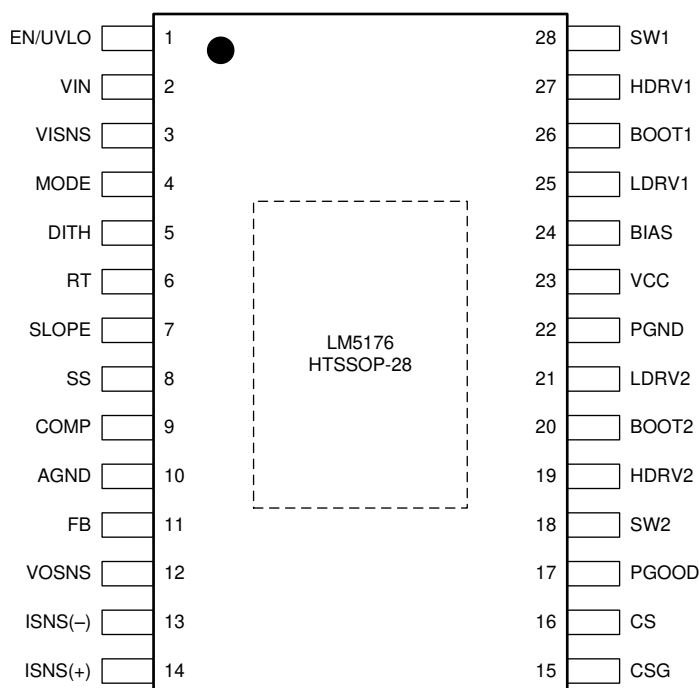 EN/UVLO 1 28 SW1
VIN 2 27 HDRV1
VISNS 3 26 BOOT1
MODE 4 25 LDRV1
DITH 5 24 BIAS
RT 6 23 VCC
SLOPE 7 22 PGND
LM5176
HTSSOP-28
SS 8 21 LDRV2
COMP 9 20 BOOT2
AGND 10 19 HDRV2
FB 11 18 SW2
VOSNS 12 17 PGOOD
ISNS(–) 13 16 CS
ISNS(+) 14 15 CSG